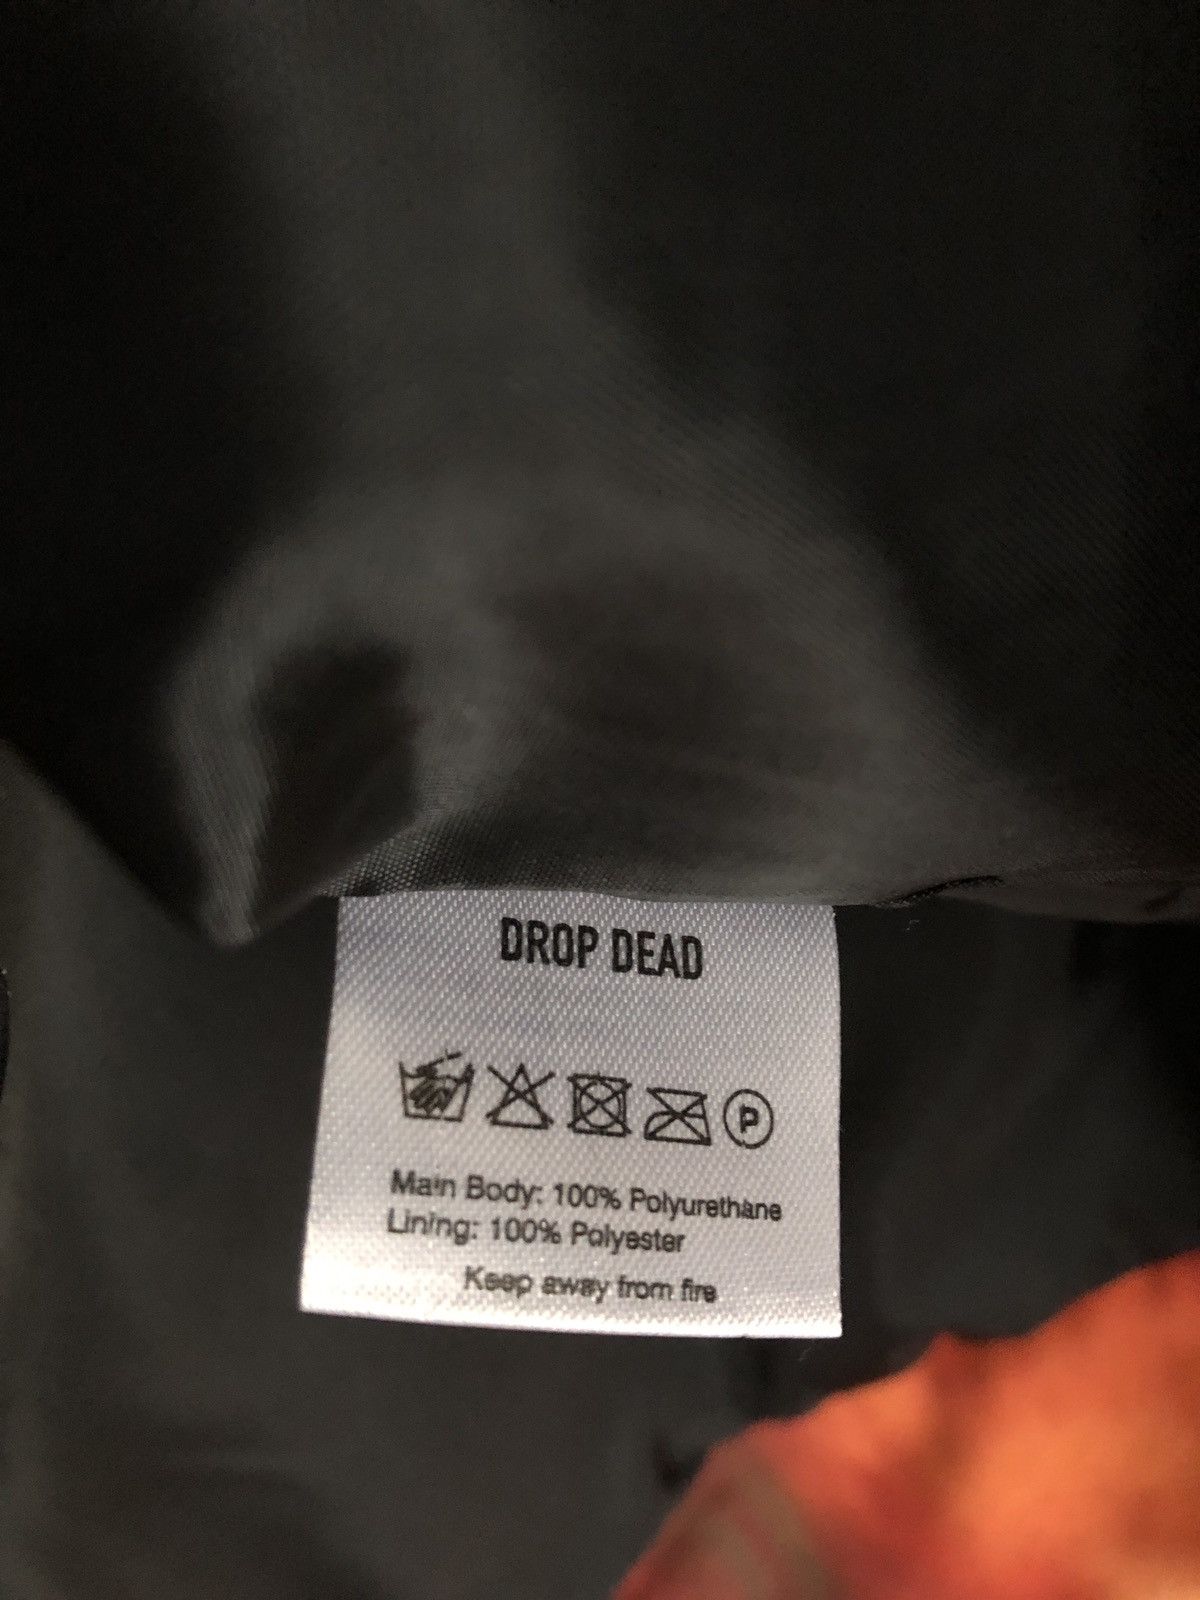 DROP DEAD
P
Main Body: 100% Polyurethane
Lining: 100% Polyester
Keep away from fire